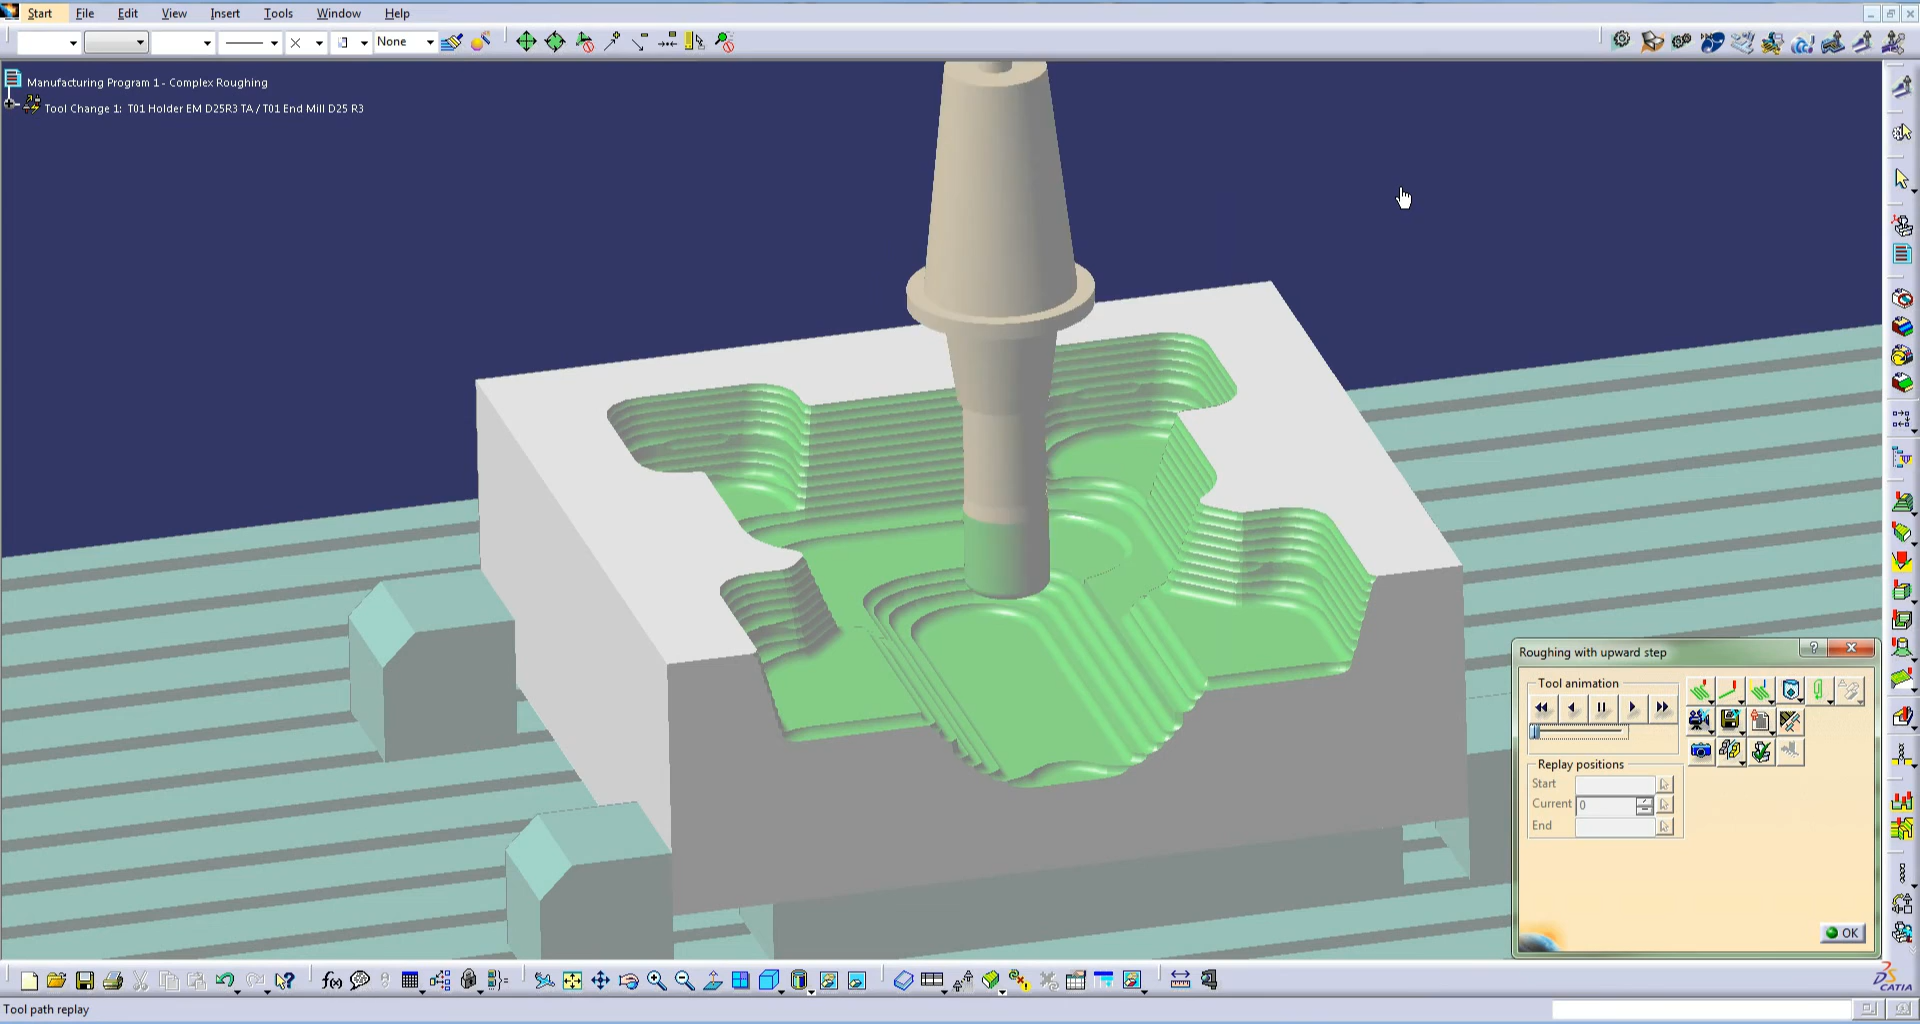 Start File Edit View Insert Tools Window Help
None
Manufacturing Program 1 - Complex Roughing
Tool Change 1: T01 Holder EM D25R3 TA / T01 End Mill D25 R3
Roughing with upward step
?
Tool animation
Replay positions
Start
Current 0
End
OK
f(x)
DS CATIA
Tool path replay